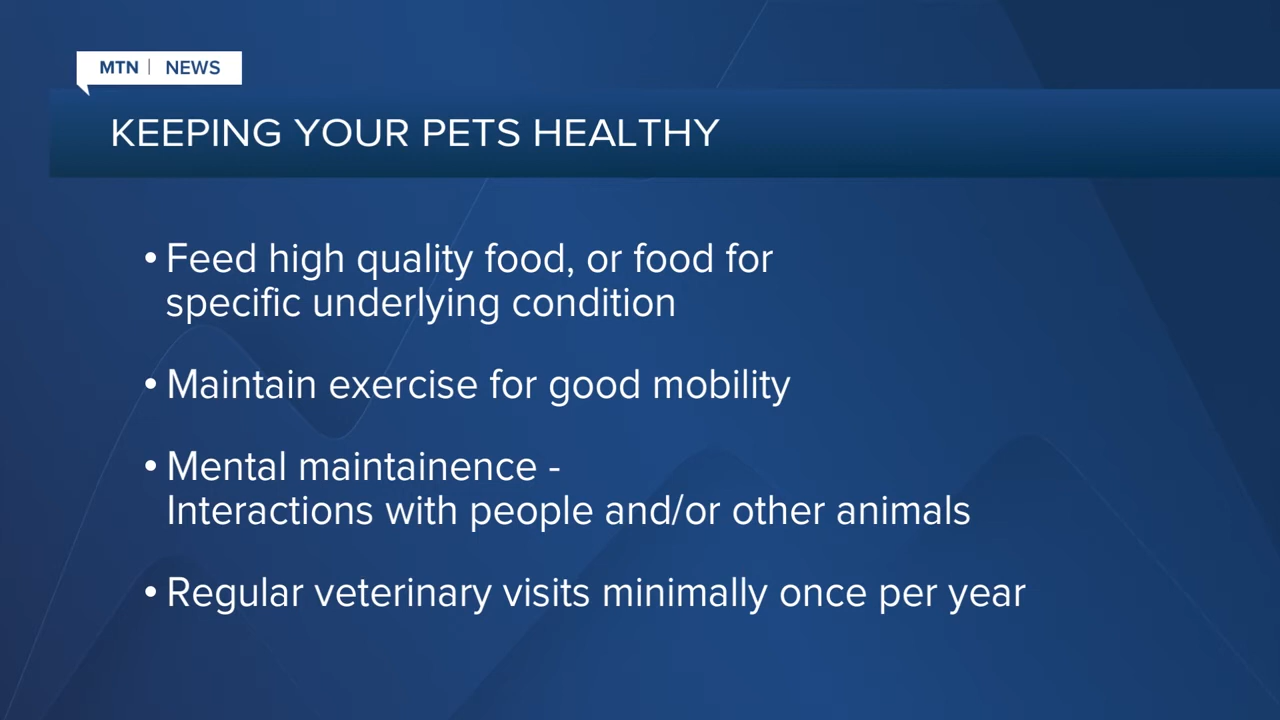 MTN | NEWS
KEEPING YOUR PETS HEALTHY
• Feed high quality food, or food for
specific underlying condition
• Maintain exercise for good mobility
• Mental maintainence -
Interactions with people and/or other animals
• Regular veterinary visits minimally once per year